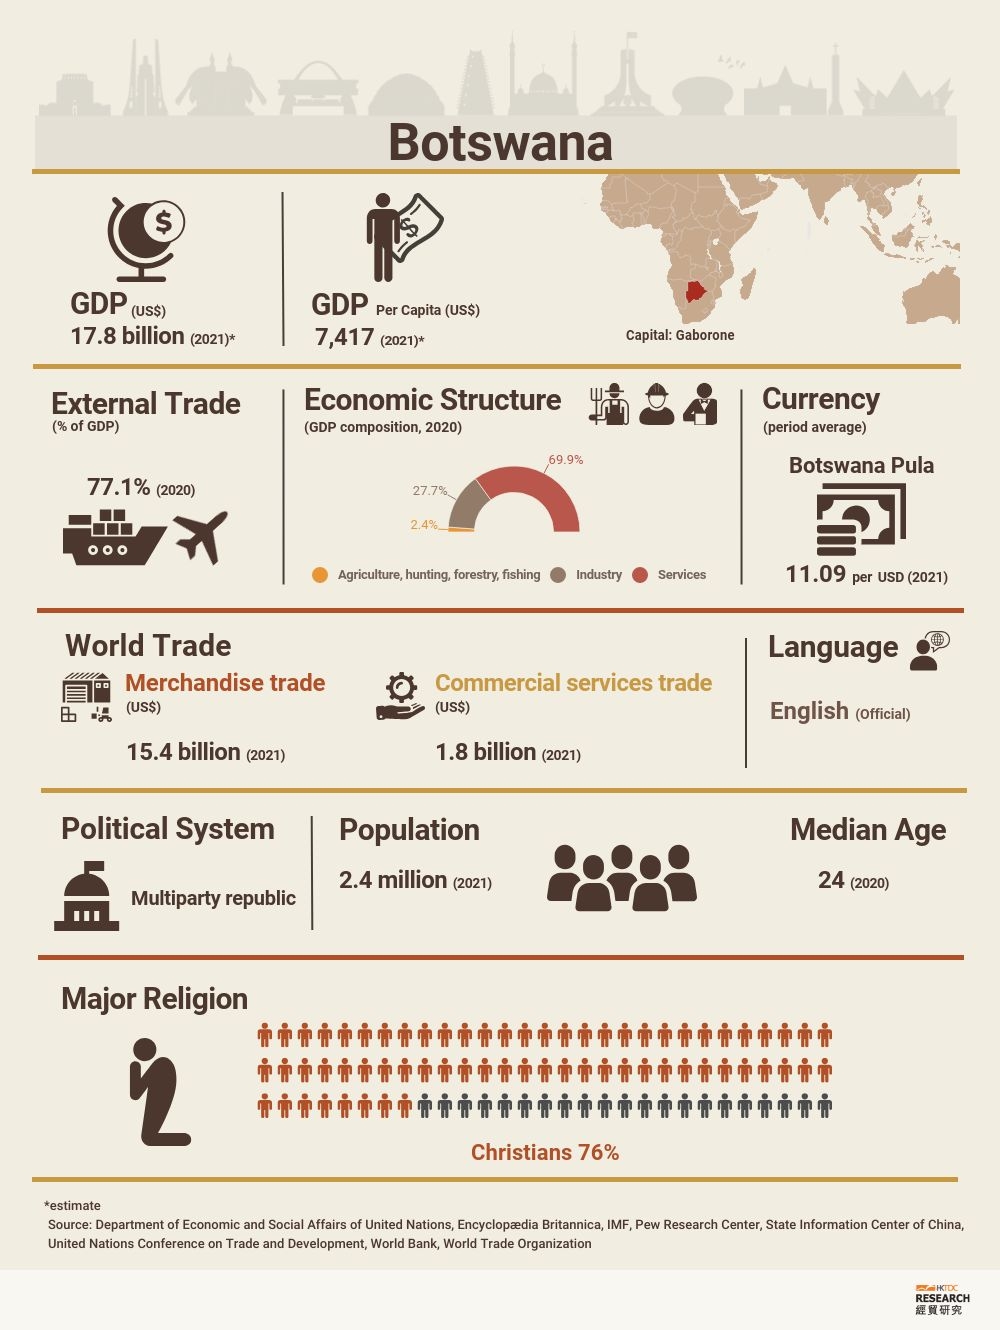 Botswana
GDP (US$)
17.8 billion (2021)*
GDP Per Capita (US$)
7,417 (2021)*
Capital: Gaborone
External Trade
(% of GDP)
77.1% (2020)
Economic Structure
(GDP composition, 2020)
69.9%
27.7%
2.4%
Agriculture, hunting, forestry, fishing Industry Services
Currency
(period average)
Botswana Pula
11.09 per USD (2021)
World Trade
Merchandise trade
(US$)
15.4 billion (2021)
Commercial services trade
(US$)
1.8 billion (2021)
Language
English (Official)
Political System
Multiparty republic
Population
2.4 million (2021)
Median Age
24 (2020)
Major Religion
Christians 76%
*estimate
Source: Department of Economic and Social Affairs of United Nations, Encyclopædia Britannica, IMF, Pew Research Center, State Information Center of China,
United Nations Conference on Trade and Development, World Bank, World Trade Organization
HKTDC
RESEARCH
經貿研究